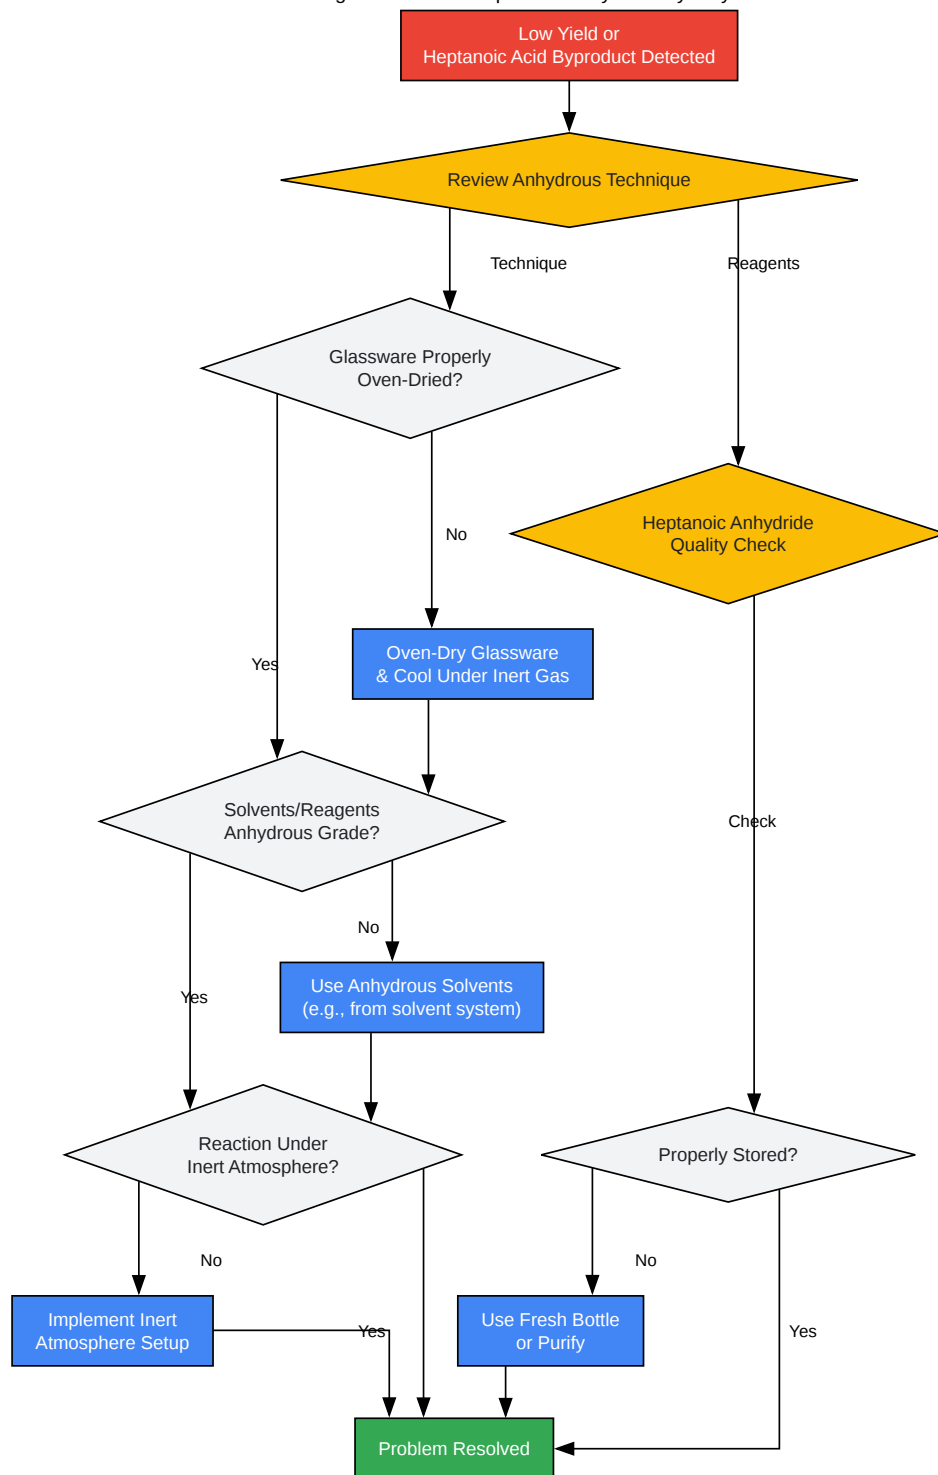 Low Yield or
Heptanoic Acid Byproduct Detected
Review Anhydrous Technique
Technique
Reagents
Glassware Properly
Oven-Dried?
Heptanoic Anhydride
Quality Check
No
Yes
Oven-Dry Glassware
& Cool Under Inert Gas
Solvents/Reagents
Anhydrous Grade?
Check
No
Yes
Use Anhydrous Solvents
(e.g., from solvent system)
Reaction Under
Inert Atmosphere?
Properly Stored?
No
No
Implement Inert
Atmosphere Setup
Yes
Use Fresh Bottle
or Purify
Yes
Problem Resolved